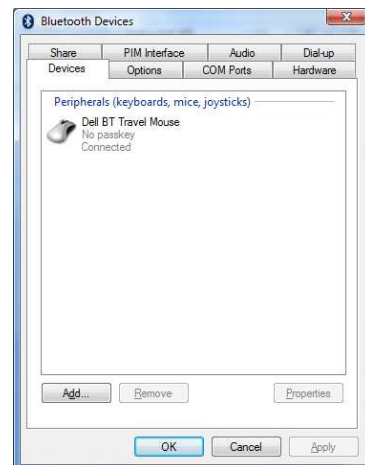 Bluetooth Devices
Share PIM Interface Audio Dial-up
Devices Options COM Ports Hardware
Peripherals (keyboards, mice, joysticks)
Dell BT Travel Mouse
No passkey
Connected
Add... Remove Properties
OK Cancel Apply